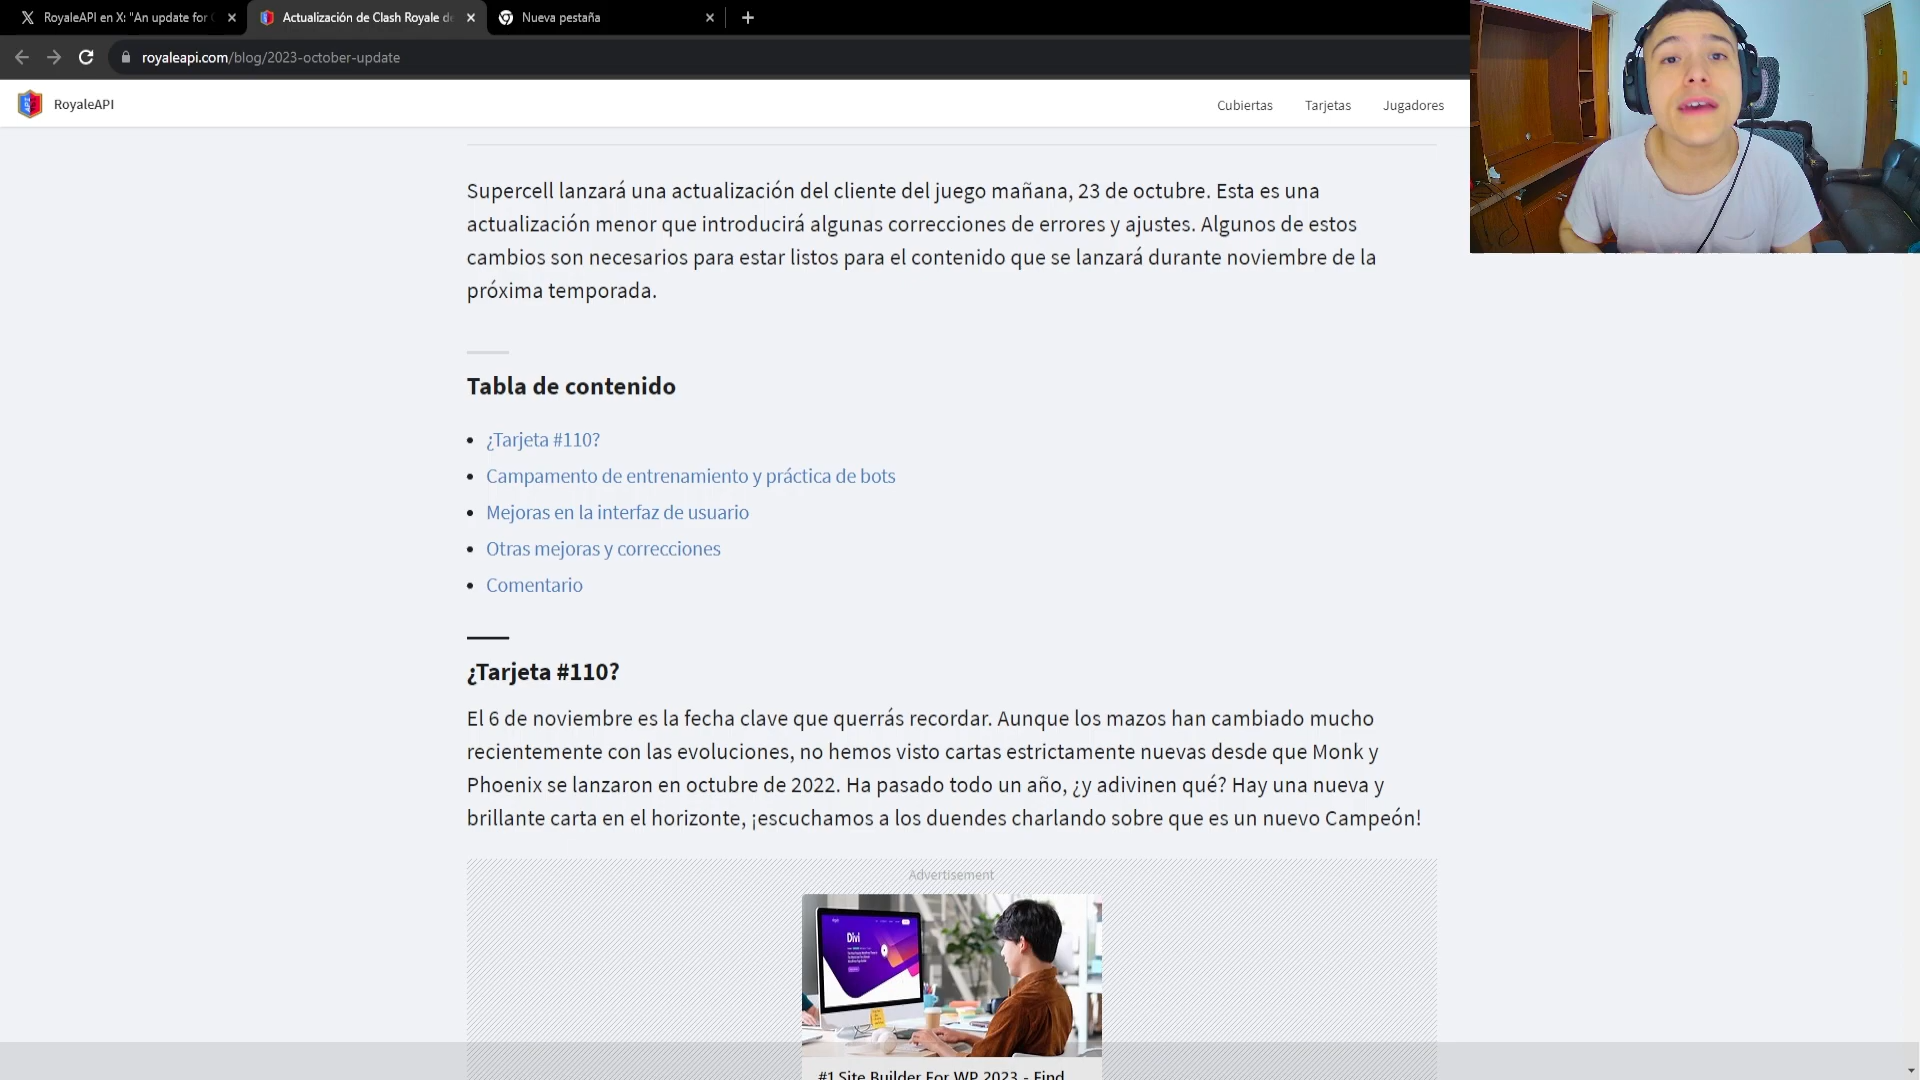 RoyaleAPI en X: "An update for
Actualización de Clash Royale de
Nueva pestaña
royaleapi.com/blog/2023-october-update
RoyaleAPI
Cubiertas
Tarjetas
Jugadores
Supercell lanzará una actualización del cliente del juego mañana, 23 de octubre. Esta es una
actualización menor que introducirá algunas correcciones de errores y ajustes. Algunos de estos
cambios son necesarios para estar listos para el contenido que se lanzará durante noviembre de la
próxima temporada.
Tabla de contenido
¿Tarjeta #110?
Campamento de entrenamiento y práctica de bots
Mejoras en la interfaz de usuario
Otras mejoras y correcciones
Comentario
¿Tarjeta #110?
El 6 de noviembre es la fecha clave que querrás recordar. Aunque los mazos han cambiado mucho
recientemente con las evoluciones, no hemos visto cartas estrictamente nuevas desde que Monk y
Phoenix se lanzaron en octubre de 2022. Ha pasado todo un año, ¿y adivinen qué? Hay una nueva y
brillante carta en el horizonte, ¡escuchamos a los duendes charlando sobre que es un nuevo Campeón!
Advertisement
Divi
#1 Site Builder For WP 2023 - Find